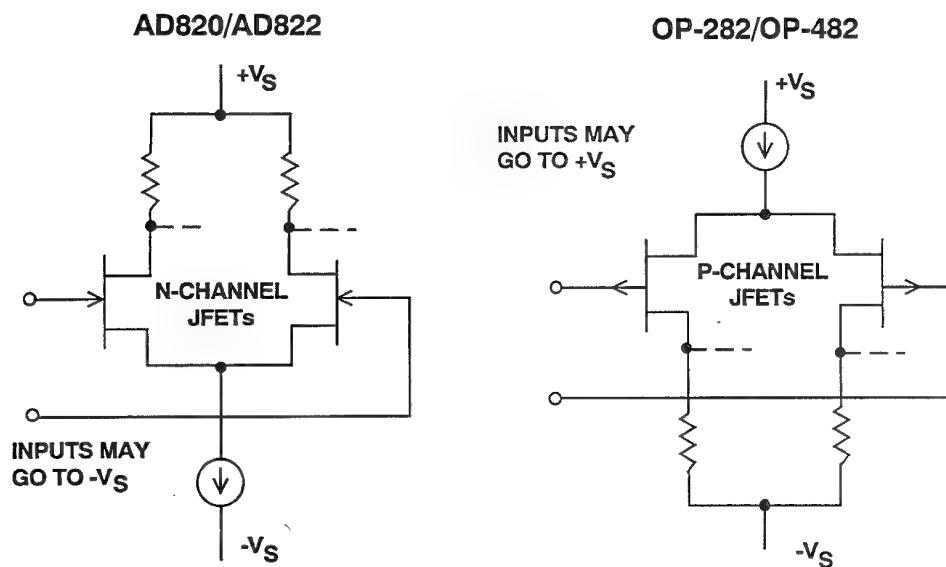 AD820/AD822
+VS
N-CHANNEL
JFETs
INPUTS MAY
GO TO -VS
-VS
OP-282/OP-482
+VS
INPUTS MAY
GO TO +VS
P-CHANNEL
JFETs
-VS